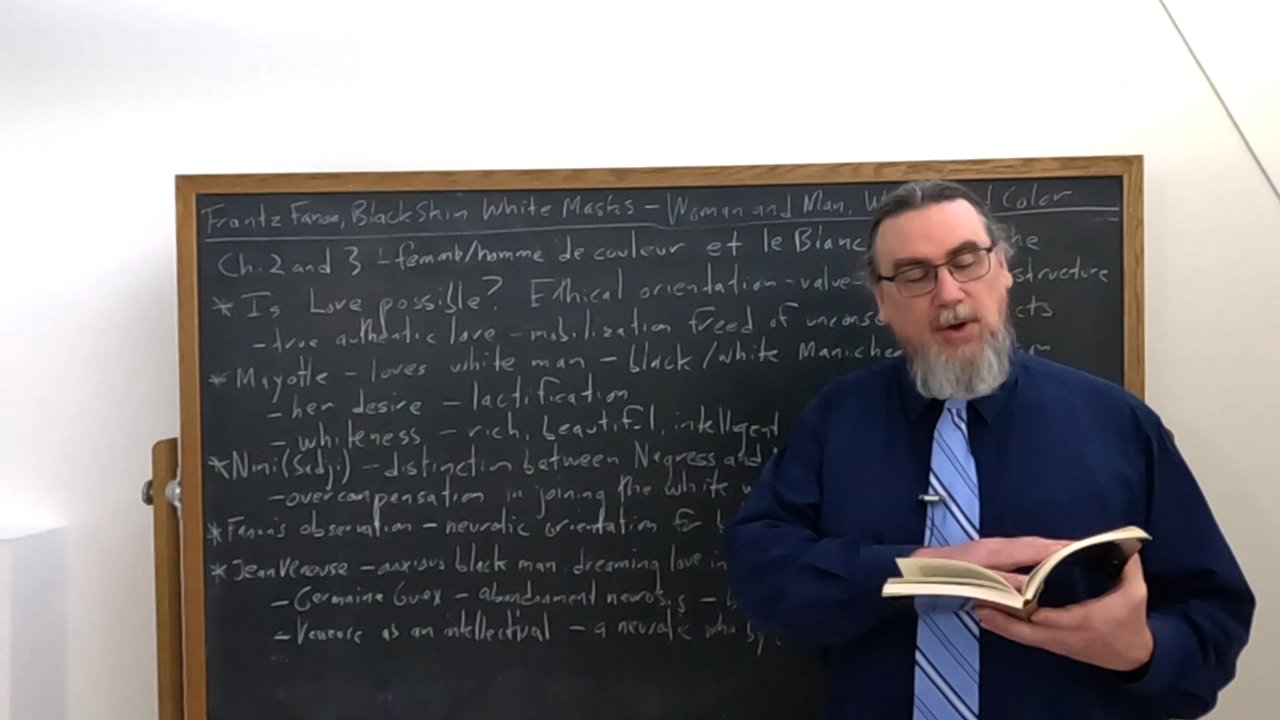 Frantz Fanon, Black Skin White Masks - Woman and Man, W Color
Ch. 2 and 3 - femme/homme de couleur et le Blanc he
* Is Love possible? Ethical orientation - value structure
- true authentic love - mobilization freed of uncons cts
* Mayotte - loves white man - black/white Maniche
- her desire - lactification
- whiteness - rich, beautiful, intelligent
* Nini (Sadji) - distinction between Negress and
- overcompensation in joining the white w
* Fanon's observation - neurotic orientation for b
* Jean Veneuse - anxious black man, dreaming love in
- Germaine Guex - abandonment neurosis -
- Veneuse as an intellectual - a neurotic who by